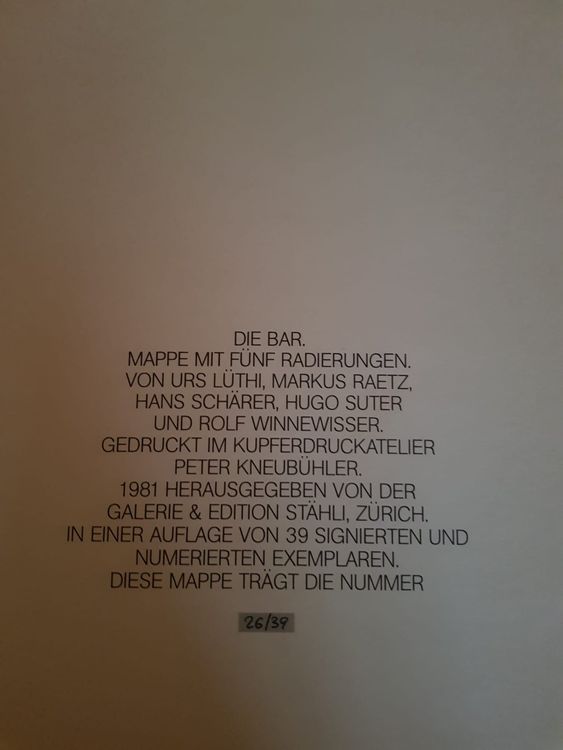 DIE BAR.
MAPPE MIT FÜNF RADIERUNGEN.
VON URS LÜTHI, MARKUS RAETZ,
HANS SCHÄRER, HUGO SUTER
UND ROLF WINNEWISSER.
GEDRUCKT IM KUPFERDRUCKATELIER
PETER KNEUBÜHLER.
1981 HERAUSGEGEBEN VON DER
GALERIE & EDITION STÄHLI, ZÜRICH.
IN EINER AUFLAGE VON 39 SIGNIERTEN UND
NUMERIERTEN EXEMPLAREN.
DIESE MAPPE TRÄGT DIE NUMMER
26/39